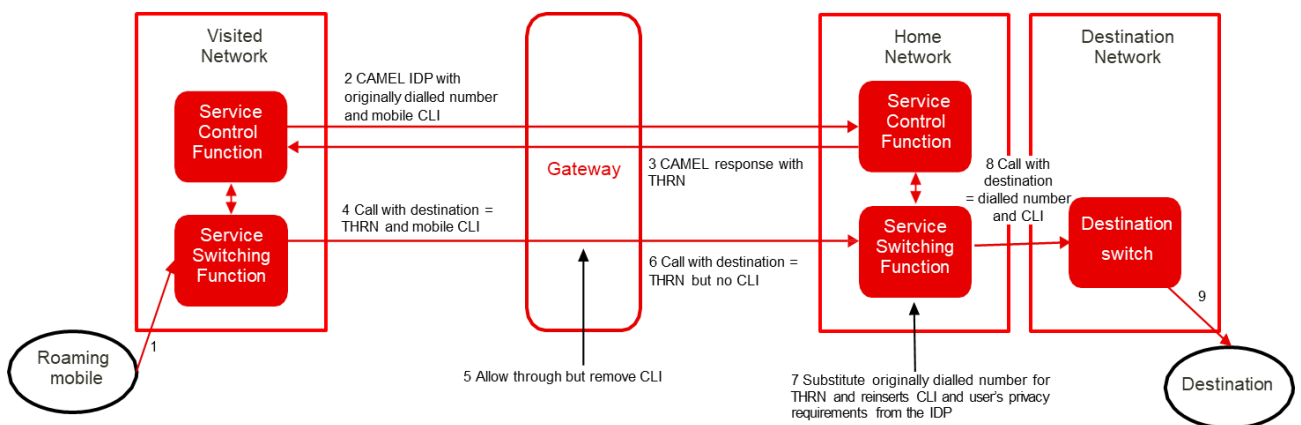 Visited
Network
Home
Network
Destination
Network
2 CAMEL IDP with
originally dialled number
and mobile CLI
Service
Control
Function
Service
Control
Function
Gateway
3 CAMEL response with
THRN
8 Call with
destination
= dialled number
and CLI
4 Call with destination =
THRN and mobile CLI
Service
Switching
Function
6 Call with destination =
THRN but no CLI
Service
Switching
Function
Destination
switch
9
1
Roaming
mobile
5 Allow through but remove CLI
7 Substitute originally dialled number for
THRN and reinserts CLI and user's privacy
requirements from the IDP
Destination